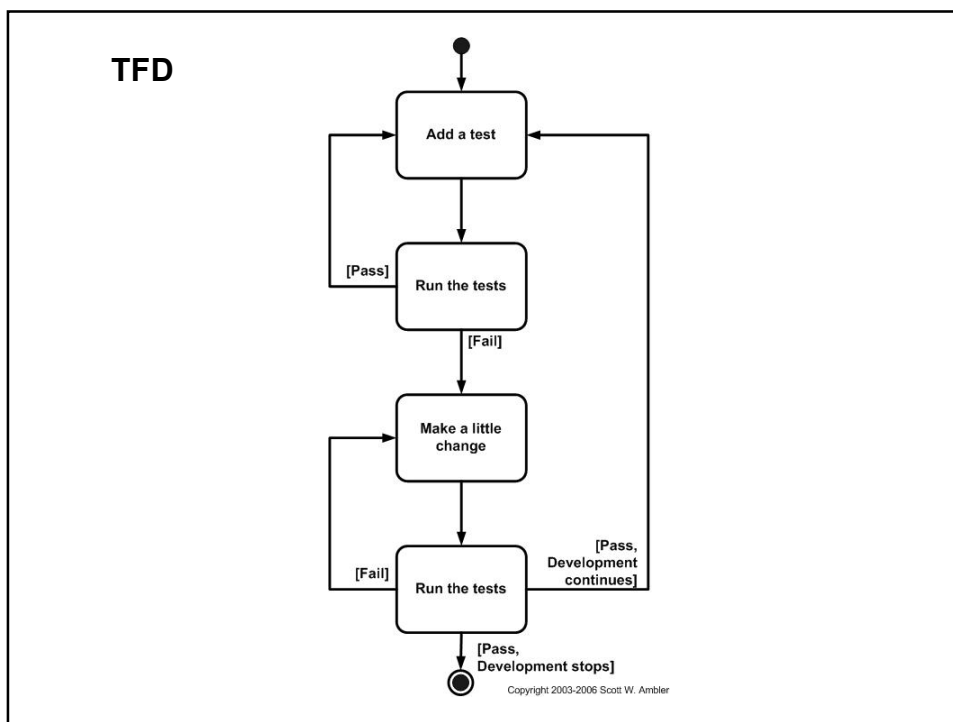 TFD
Add a test
[Pass]
Run the tests
[Fail]
Make a little
change
[Fail]
Run the tests
[Pass,
Development
continues]
[Pass,
Development stops]
Copyright 2003-2006 Scott W. Ambler